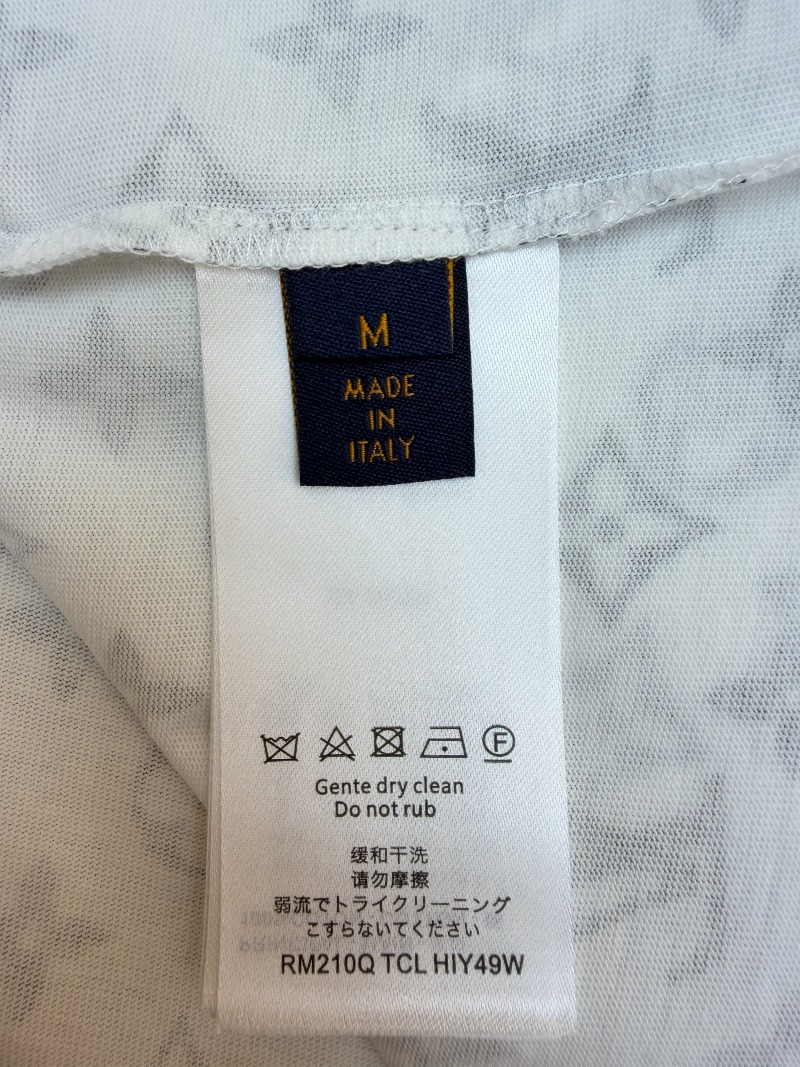 M
MADE
IN
ITALY
F
Gente dry clean
Do not rub
缓和干洗
请勿摩擦
弱流でトライクリーニング
こすらないてください
RM210Q TCL HIY49W